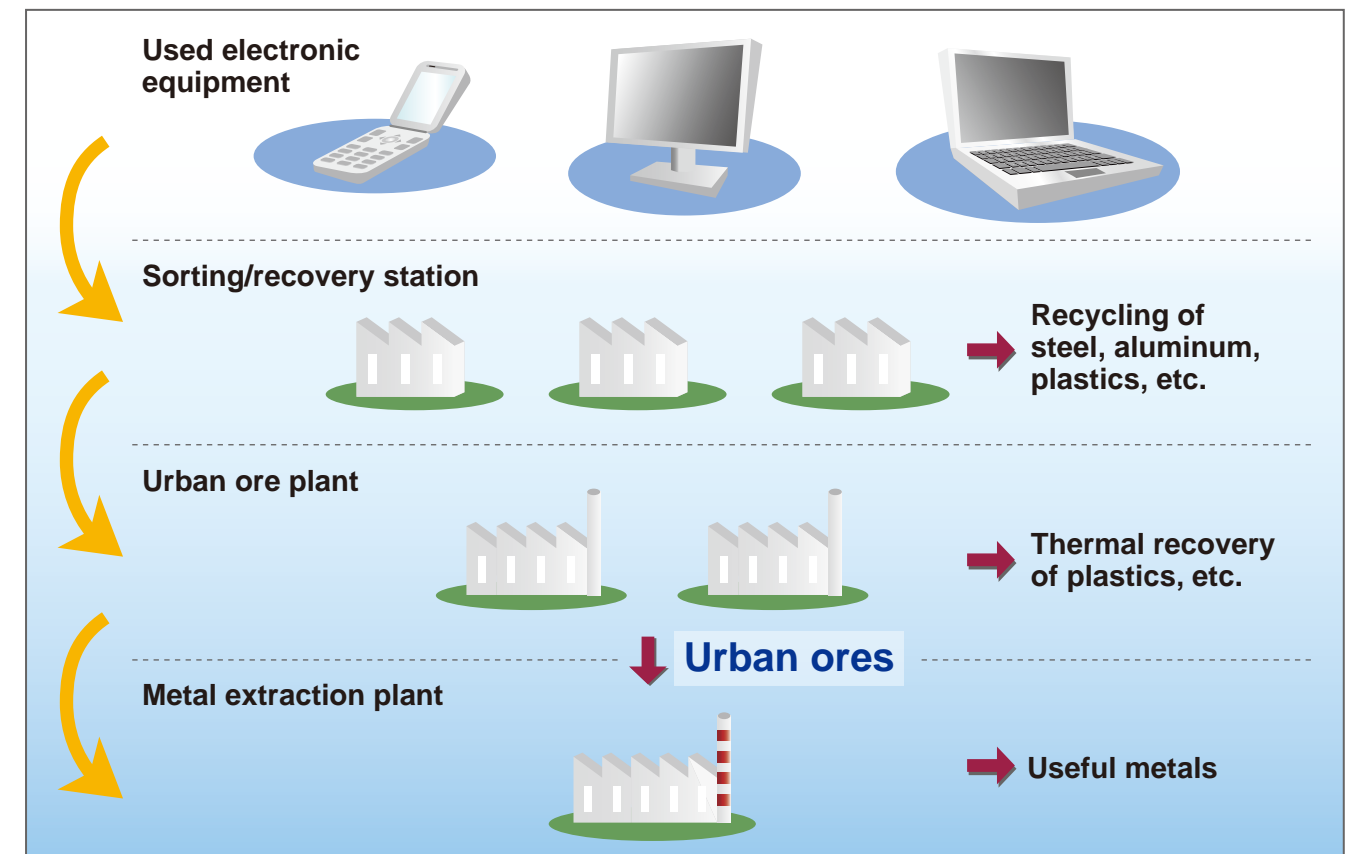 Used electronic
equipment
Sorting/recovery station
Recycling of
steel, aluminum,
plastics, etc.
Urban ore plant
Thermal recovery
of plastics, etc.
Urban ores
Metal extraction plant
Useful metals